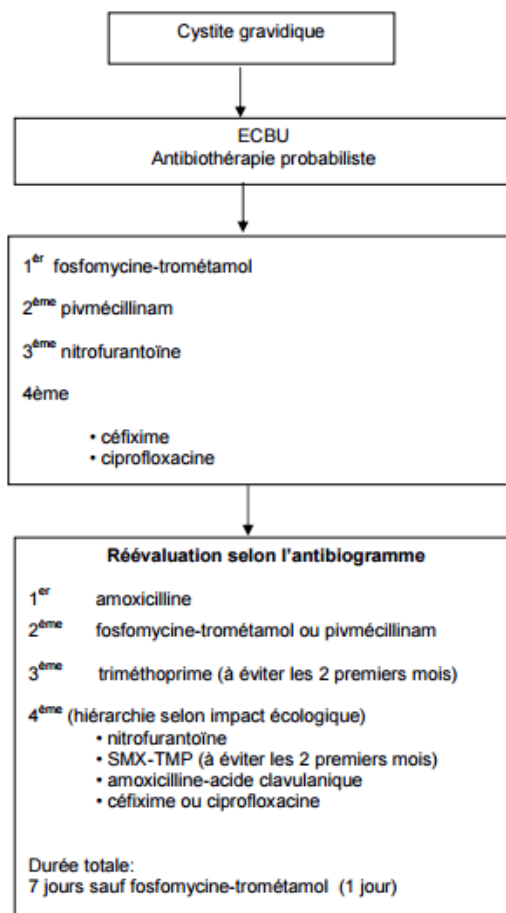 Cystite gravidique
ECBU
Antibiothérapie probabiliste
1èr fosfomycine-trométamol
2ème pivmécillinam
3ème nitrofurantoïne
4ème
• céfixime
• ciprofloxacine
Réévaluation selon l'antibiogramme
1er amoxicilline
2ème fosfomycine-trométamol ou pivmécillinam
3ème triméthoprime (à éviter les 2 premiers mois)
4ème (hiérarchie selon impact écologique)
• nitrofurantoïne
• SMX-TMP (à éviter les 2 premiers mois)
• amoxicilline-acide clavulanique
• céfixime ou ciprofloxacine
Durée totale:
7 jours sauf fosfomycine-trométamol (1 jour)